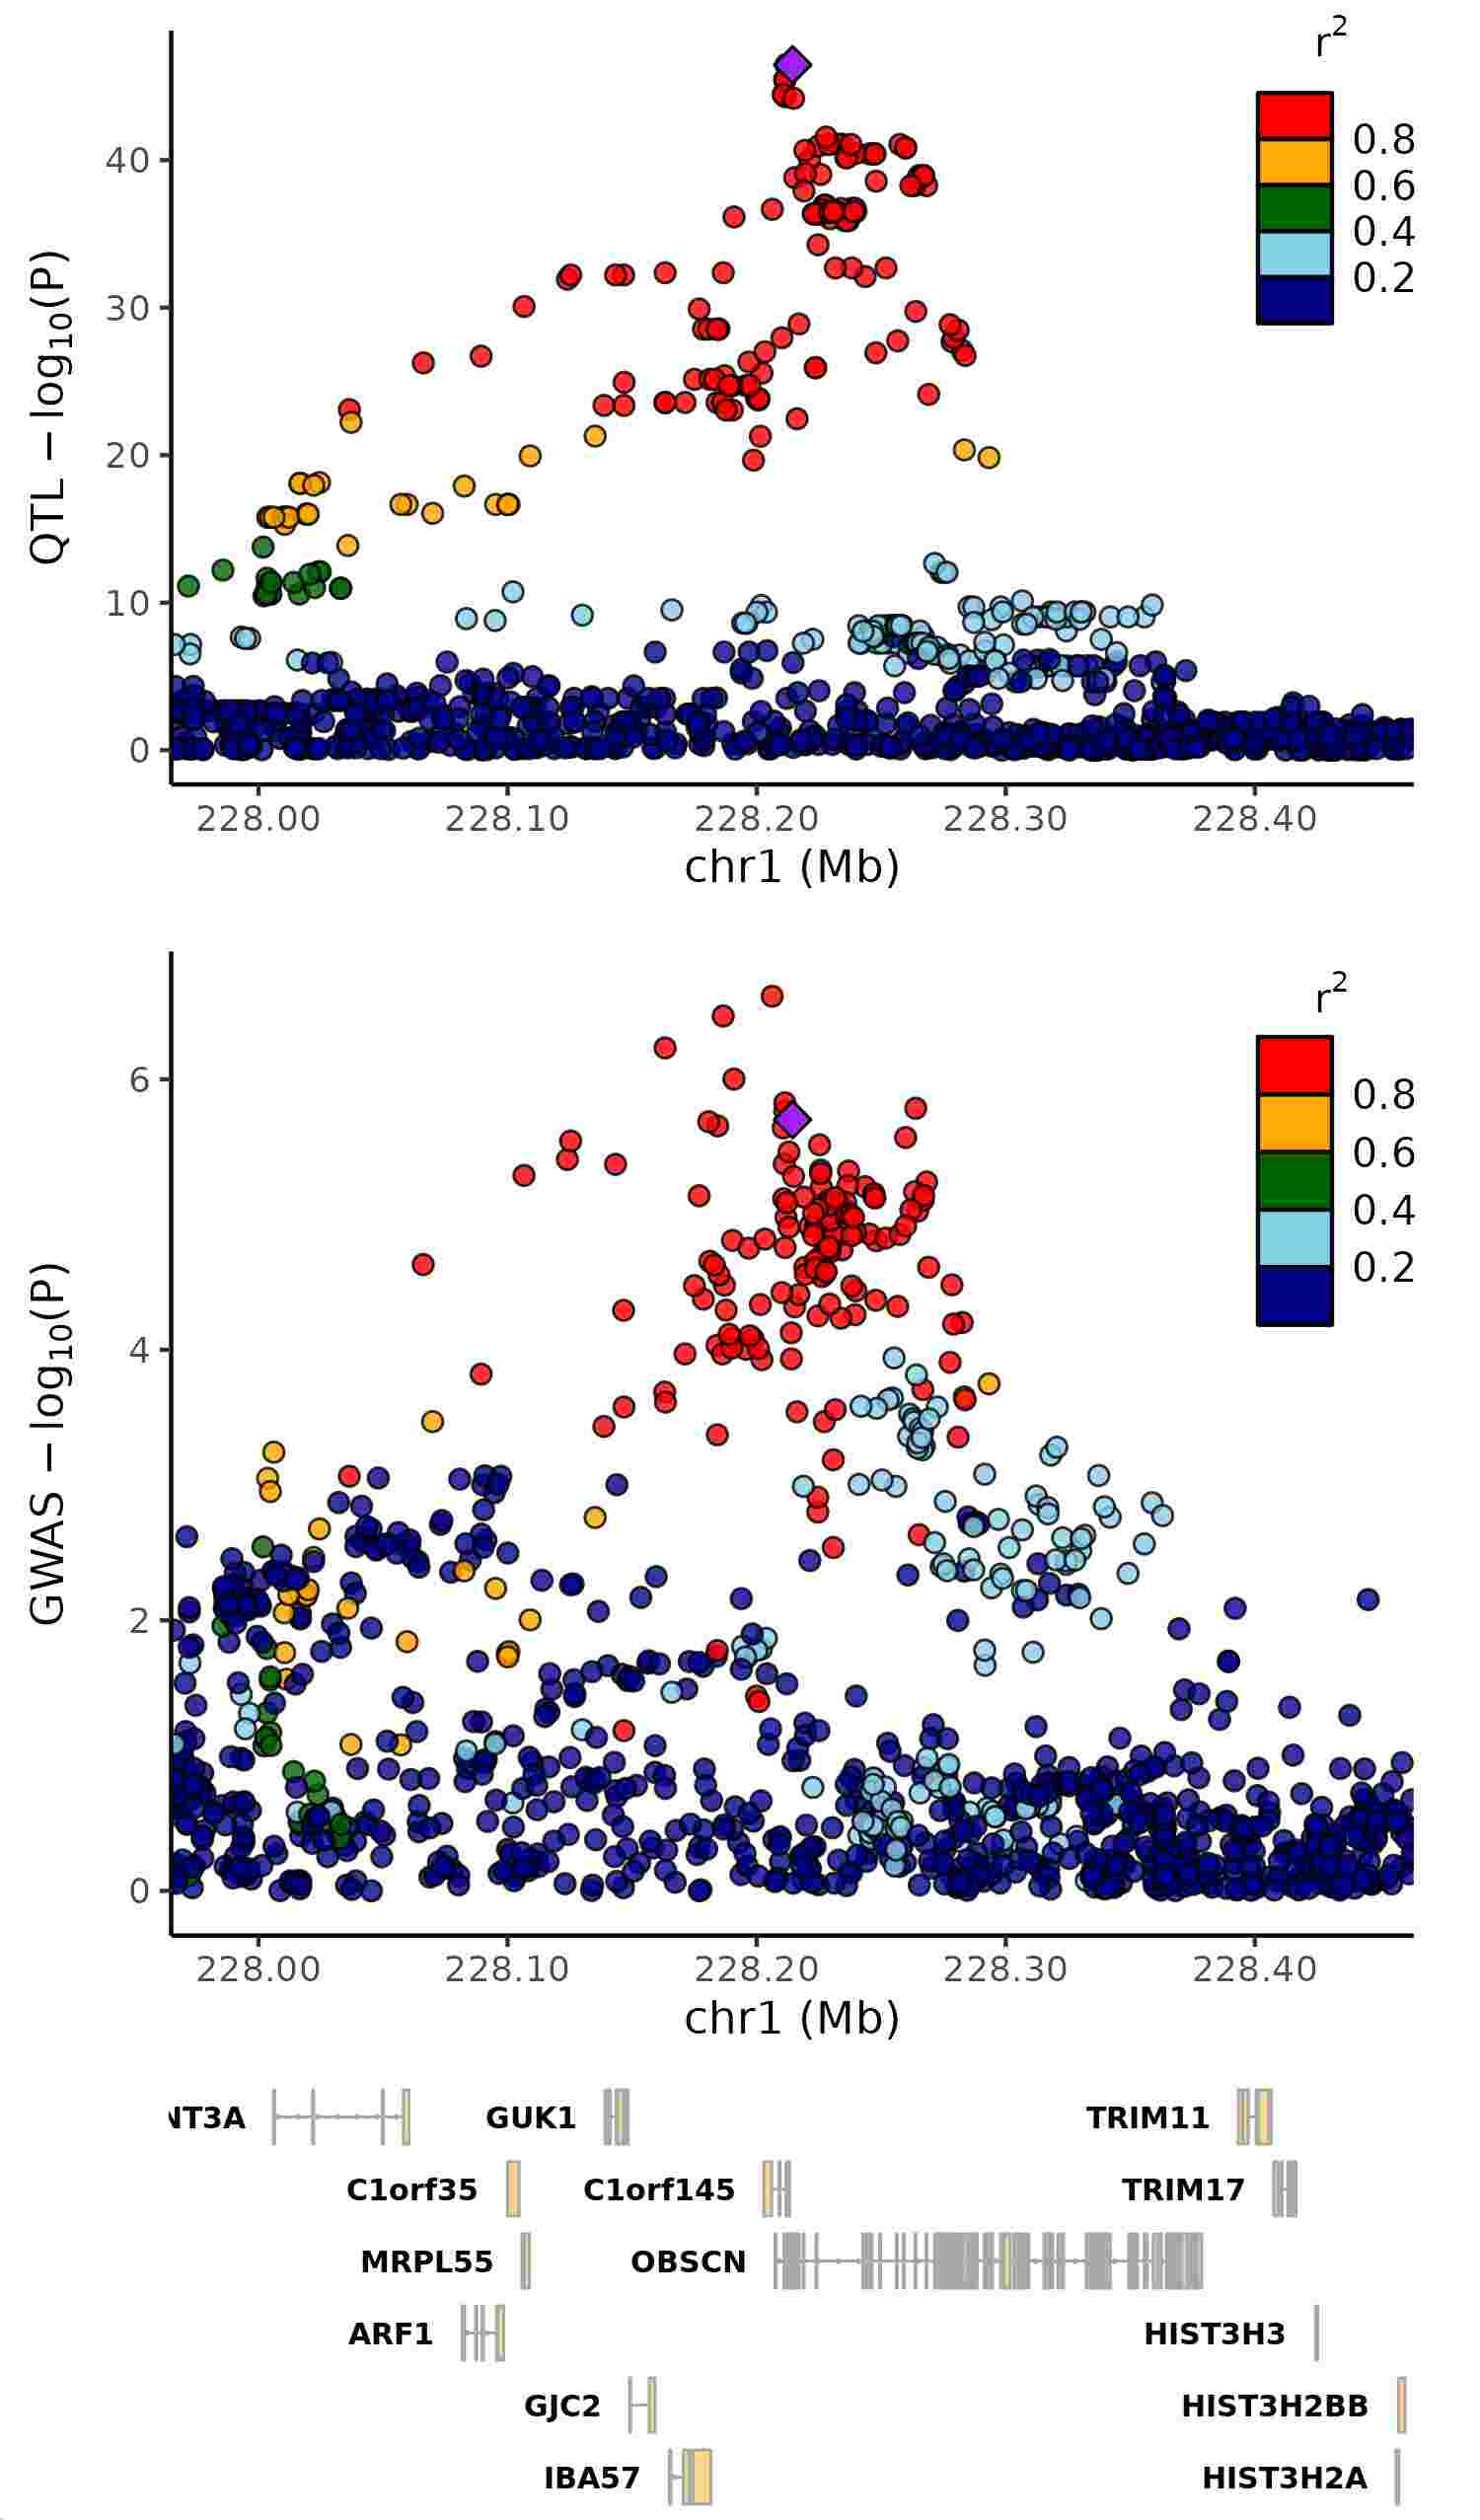 r²
0.8
0.6
0.4
0.2
QTL −log₁₀(P)
40
30
20
10
0
228.00 228.10 228.20 228.30 228.40
chr1 (Mb)
r²
0.8
0.6
0.4
0.2
GWAS −log₁₀(P)
6
4
2
0
228.00 228.10 228.20 228.30 228.40
chr1 (Mb)
NT3A GUK1 TRIM11
C1orf35 C1orf145 TRIM17
MRPL55 OBSCN
ARF1 HIST3H3
GJC2 HIST3H2BB
IBA57 HIST3H2A